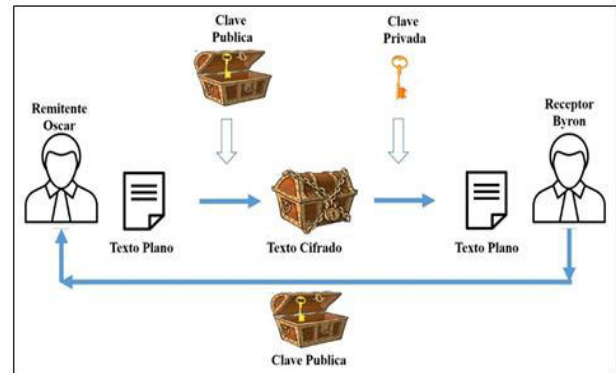 Clave
Publica
Clave
Privada
Remitente
Oscar
Receptor
Byron
Texto Plano
Texto Cifrado
Texto Plano
Clave Publica